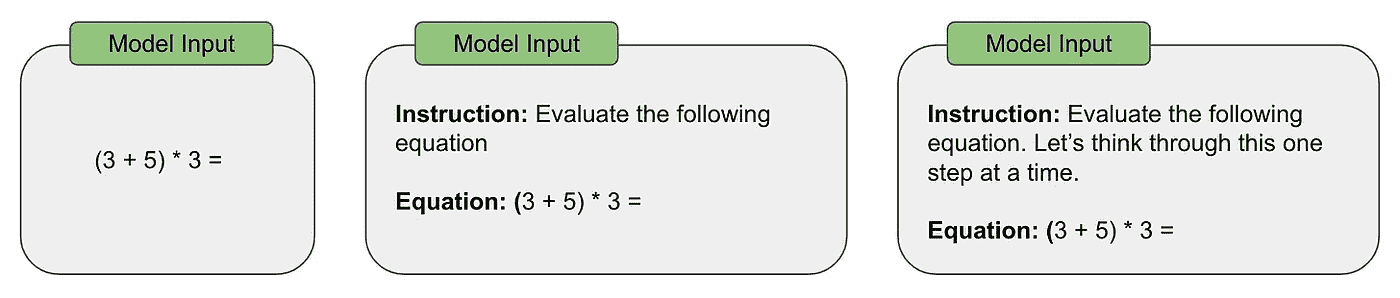 Model Input
(3 + 5) * 3 =
Model Input
Instruction: Evaluate the following
equation
Equation: (3 + 5) * 3 =
Model Input
Instruction: Evaluate the following
equation. Let’s think through this one
step at a time.
Equation: (3 + 5) * 3 =